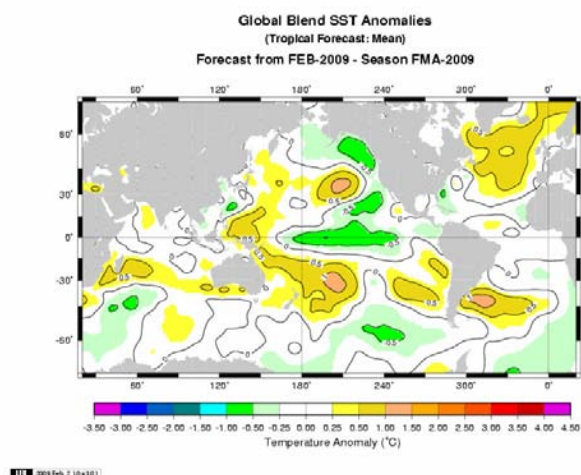 Global Blend SST Anomalies
(Tropical Forecast: Mean)
Forecast from FEB-2009 - Season FMA-2009
90° 180° 240° 300° 0°
60°
30°
0°
-30°
-60°
60° 120° 180° 240° 300° 0°
-3.50 -3.00 -2.50 -2.00 -1.50 -1.00 -0.50 -0.25 0.00 0.25 0.50 1.00 1.50 2.00 2.50 3.00 3.50 4.00 4.50
Temperature Anomaly (°C)